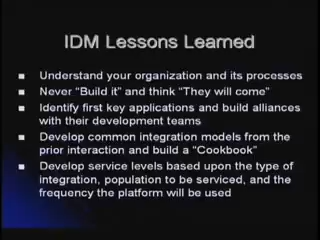 IDM Lessons Learned
Understand your organization and its processes
Never "Build it" and think "They will come"
Identify first key applications and build alliances
with their development teams
Develop common integration models from the
prior interaction and build a "Cookbook"
Develop service levels based upon the type of
integration, population to be serviced, and the
frequency the platform will be used